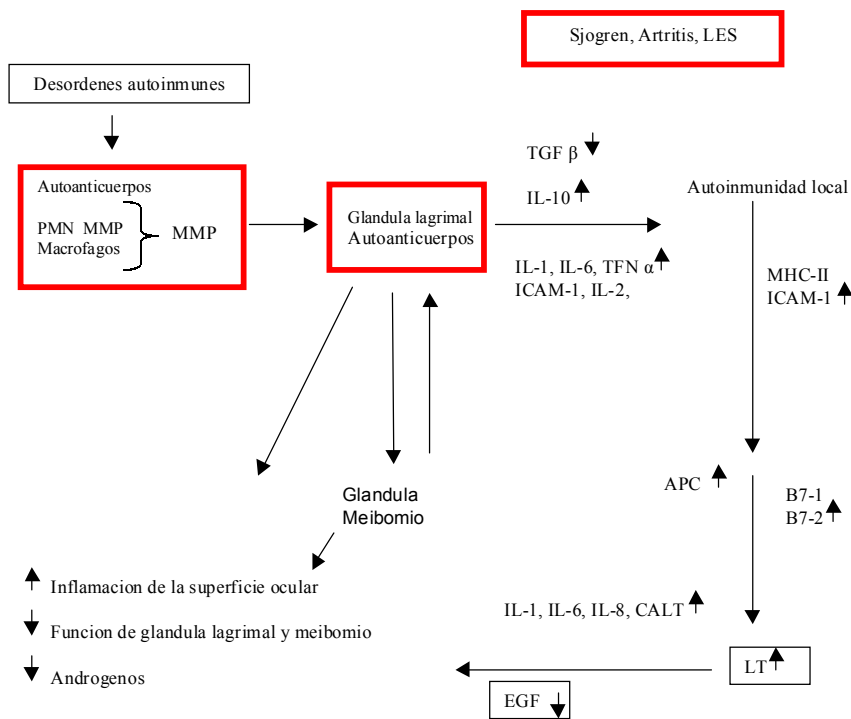 Sjogren, Artritis, LES
Desordenes autoinmunes
Autoanticuerpos
PMN MMP
Macrofagos
MMP
Glandula lagrimal
Autoanticuerpos
TGF β
IL-10
IL-1, IL-6, TFN α
ICAM-1, IL-2,
Autoinmunidad local
MHC-II
ICAM-1
APC
B7-1
B7-2
Glandula
Meibomio
Inflamacion de la superficie ocular
Funcion de glandula lagrimal y meibomio
Androgenos
IL-1, IL-6, IL-8, CALT
LT
EGF